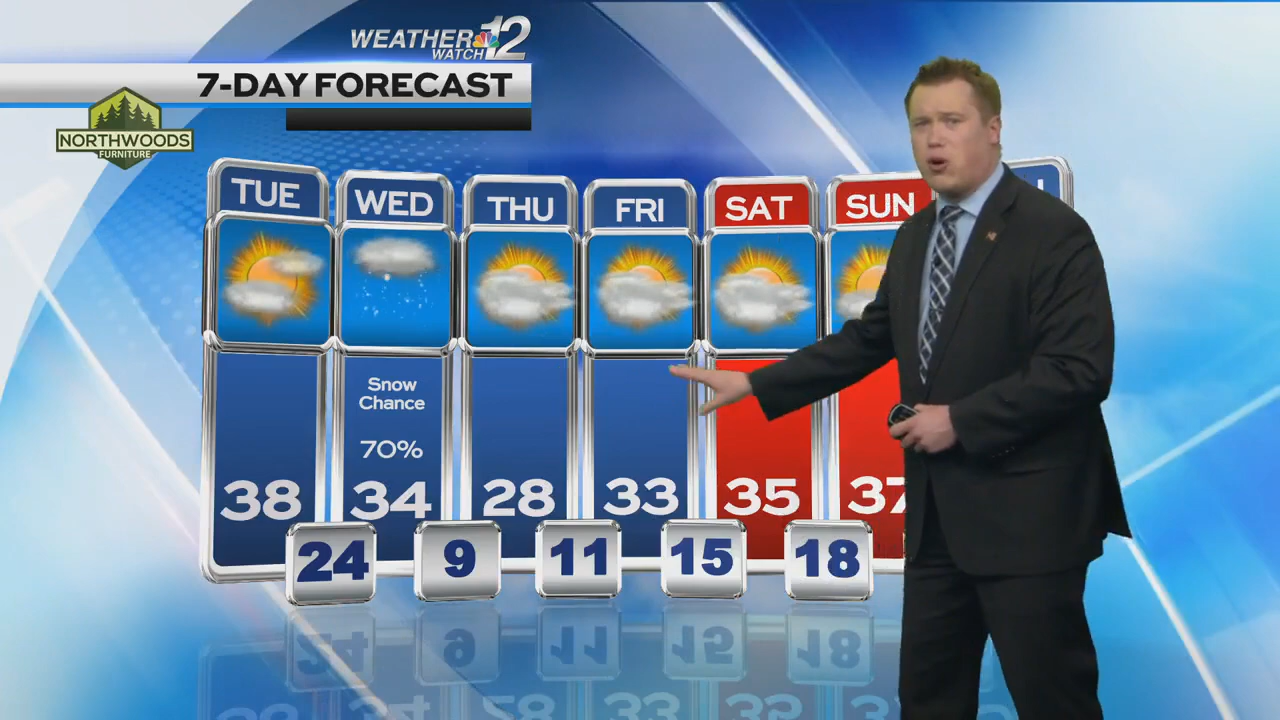 WEATHER 12
WATCH
7-DAY FORECAST
NORTHWOODS
FURNITURE
TUE WED THU FRI SAT SUN
Snow
Chance
70%
38 34 28 33 35 37
24 9 11 15 18